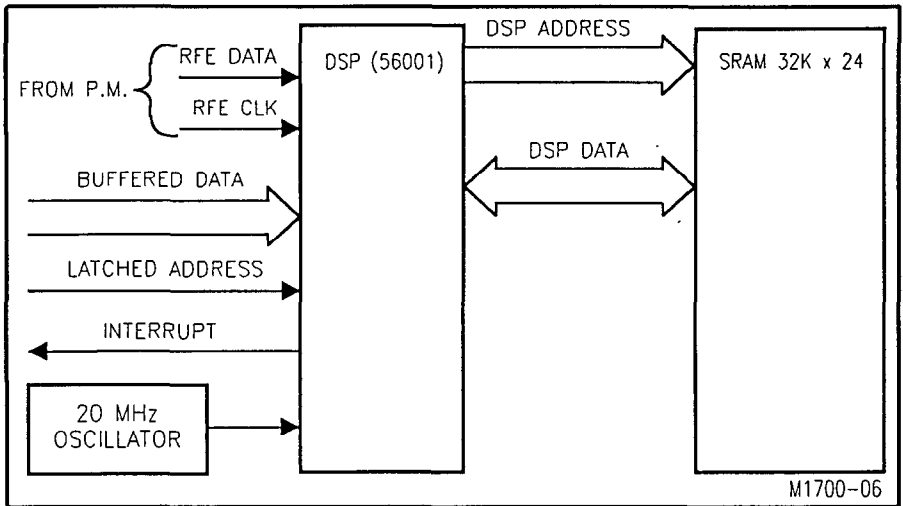 DSP ADDRESS
RFE DATA
DSP (56001)
SRAM 32K x 24
FROM P.M.
RFE CLK
DSP DATA
BUFFERED DATA
LATCHED ADDRESS
INTERRUPT
20 MHz
OSCILLATOR
M1700-06